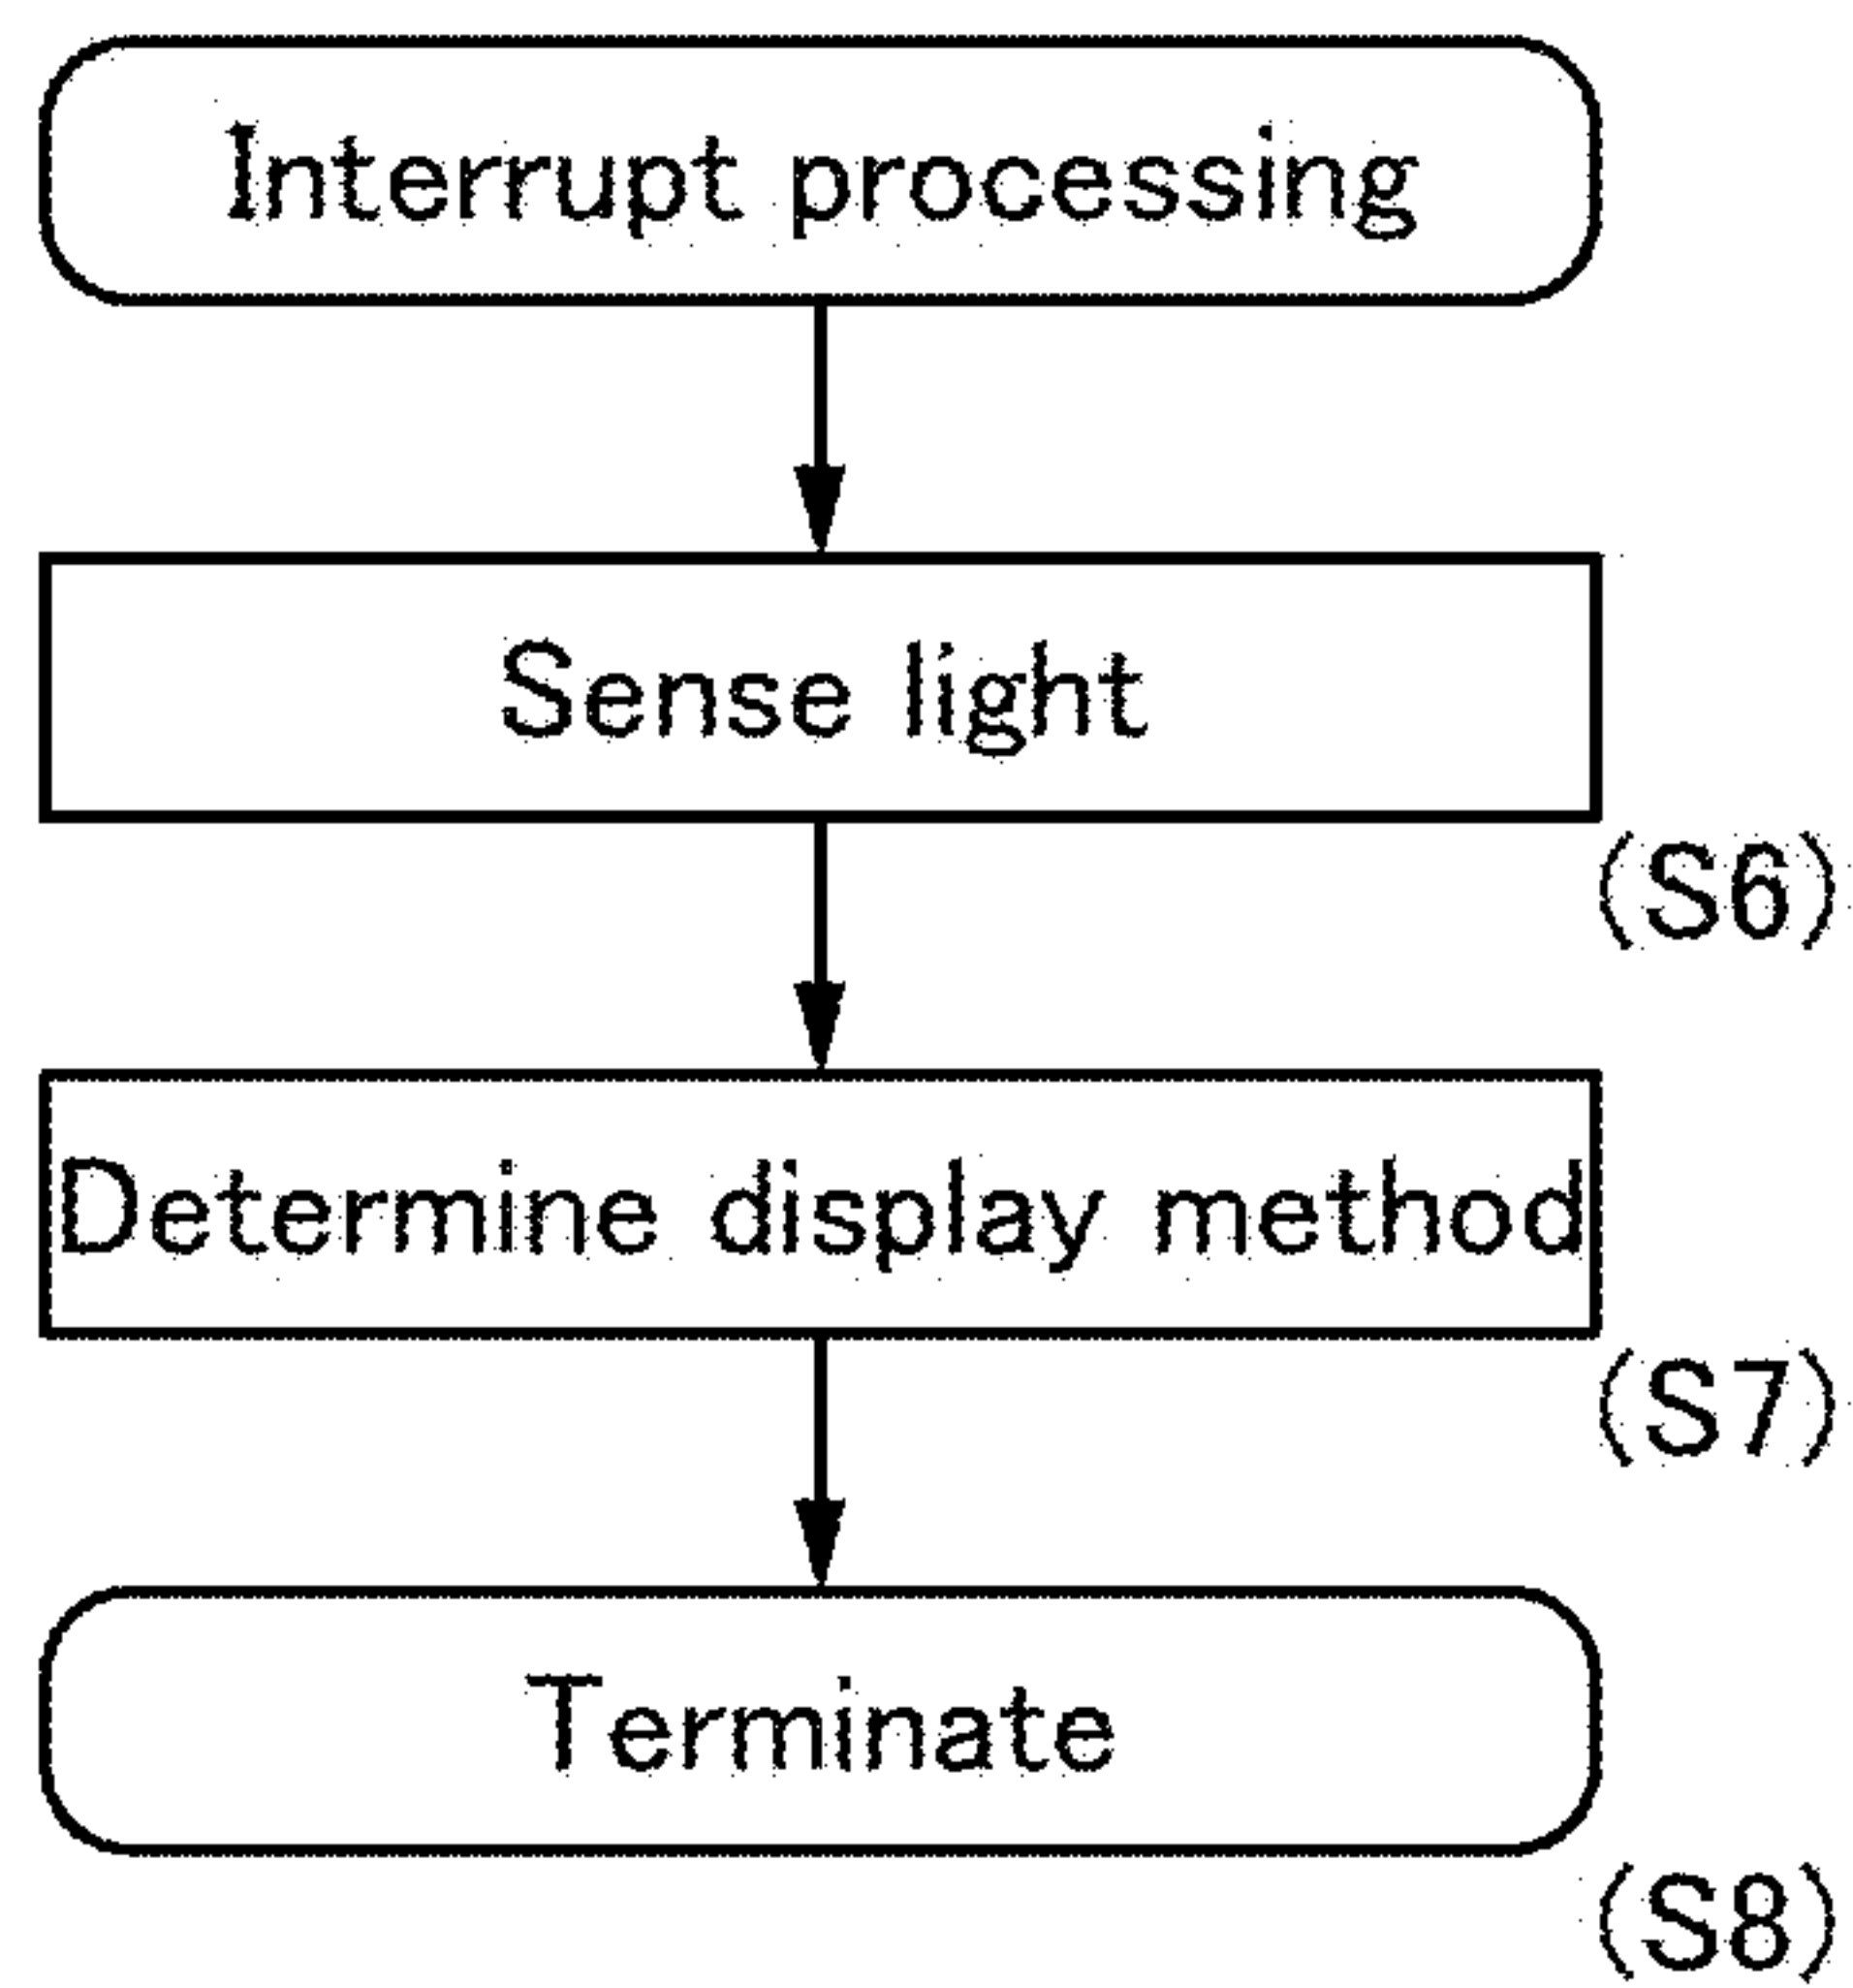 Interrupt processing
Sense light
(S6)
Determine display method
(S7)
Terminate
(S8)